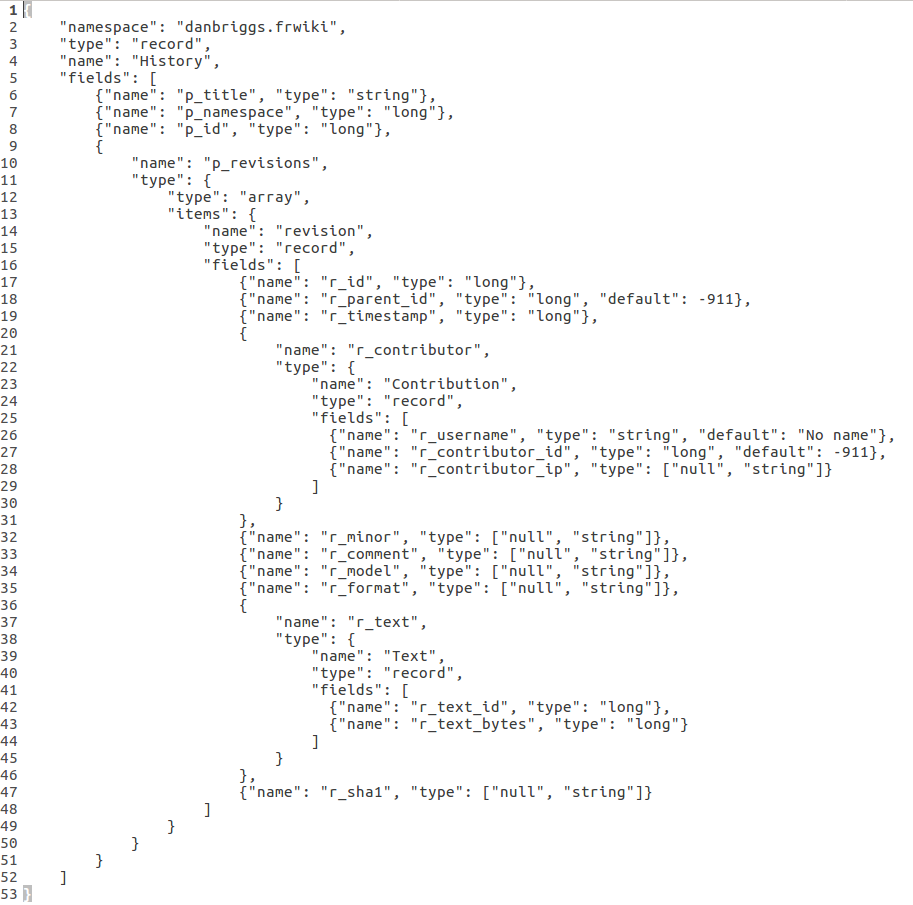 1 {
2     "namespace": "danbriggs.frwiki",
3     "type": "record",
4     "name": "History",
5     "fields": [
6         {"name": "p_title", "type": "string"},
7         {"name": "p_namespace", "type": "long"},
8         {"name": "p_id", "type": "long"},
9         {
10             "name": "p_revisions",
11             "type": {
12                 "type": "array",
13                 "items": {
14                     "name": "revision",
15                     "type": "record",
16                     "fields": [
17                         {"name": "r_id", "type": "long"},
18                         {"name": "r_parent_id", "type": "long", "default": -911},
19                         {"name": "r_timestamp", "type": "long"},
20                         {
21                             "name": "r_contributor",
22                             "type": {
23                                 "name": "Contribution",
24                                 "type": "record",
25                                 "fields": [
26                                   {"name": "r_username", "type": "string", "default": "No name"},
27                                   {"name": "r_contributor_id", "type": "long", "default": -911},
28                                   {"name": "r_contributor_ip", "type": ["null", "string"]}
29                                 ]
30                             }
31                         },
32                         {"name": "r_minor", "type": ["null", "string"]},
33                         {"name": "r_comment", "type": ["null", "string"]},
34                         {"name": "r_model", "type": ["null", "string"]},
35                         {"name": "r_format", "type": ["null", "string"]},
36                         {
37                             "name": "r_text",
38                             "type": {
39                                 "name": "Text",
40                                 "type": "record",
41                                 "fields": [
42                                   {"name": "r_text_id", "type": "long"},
43                                   {"name": "r_text_bytes", "type": "long"}
44                                 ]
45                             }
46                         },
47                         {"name": "r_sha1", "type": ["null", "string"]}
48                     ]
49                 }
50             }
51         }
52     ]
53 }